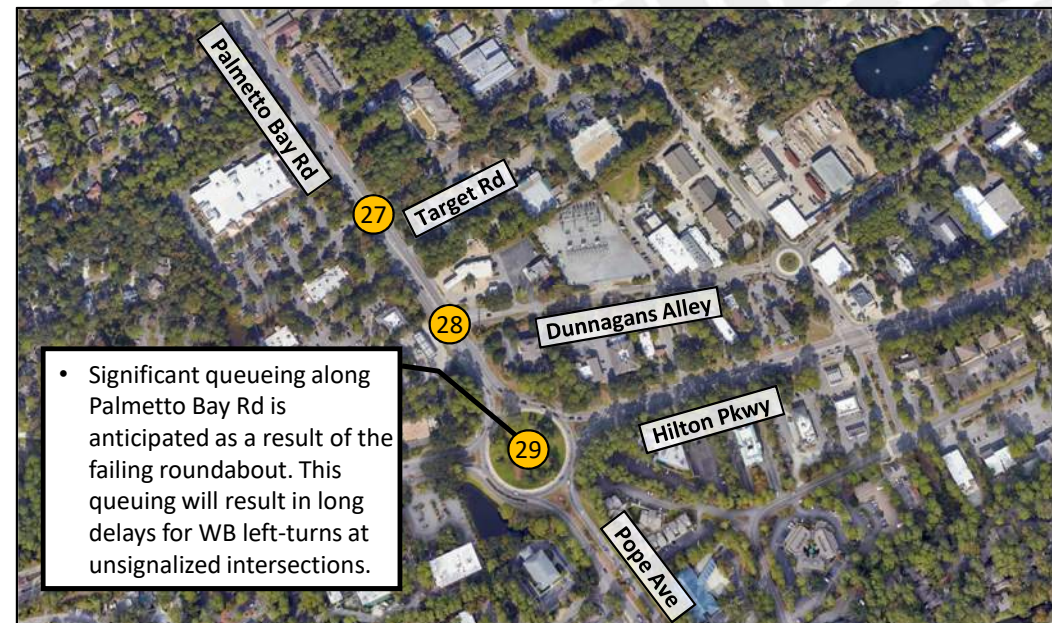 Palmetto Bay Rd
27
Target Rd
28
Dunnagans Alley
• Significant queueing along
Palmetto Bay Rd is
anticipated as a result of the
failing roundabout. This
queuing will result in long
delays for WB left-turns at
unsignalized intersections.
29
Hilton Pkwy
Pope Ave